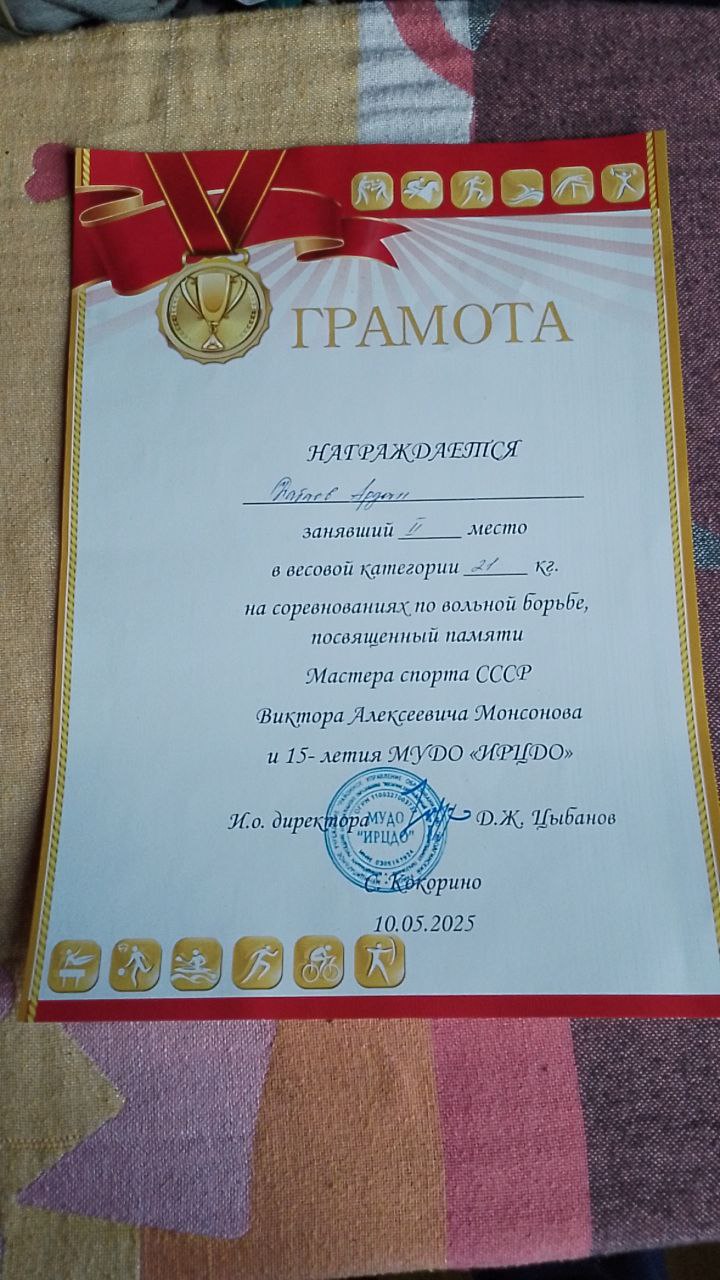 ГРАМОТА
НАГРАЖДАЕТСЯ
занявший II место
в весовой категории 21 кг.
на соревнованиях по вольной борьбе,
посвященный памяти
Мастера спорта СССР
Виктора Алексеевича Монсонова
и 15- летия МУДО «ИРЦДО»
И.о. директора Д.Ж. Цыбанов
МУДО
"ИРЦДО"
С. Кокорино
10.05.2025